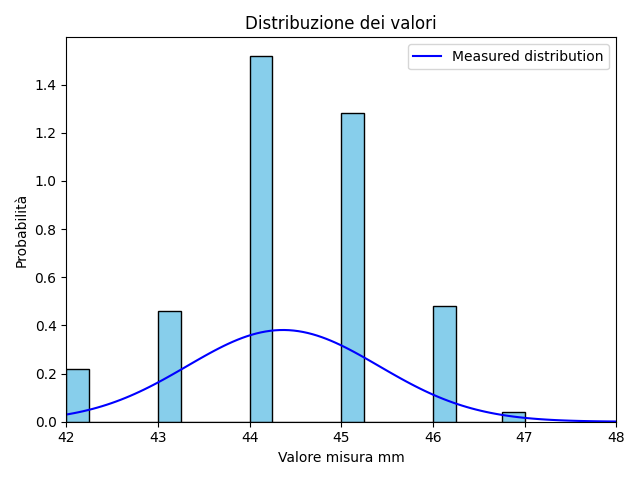 Distribuzione dei valori
Measured distribution
1.4
1.2
1.0
0.8
0.6
0.4
0.2
0.0
Probabilità
42 43 44 45 46 47 48
Valore misura mm